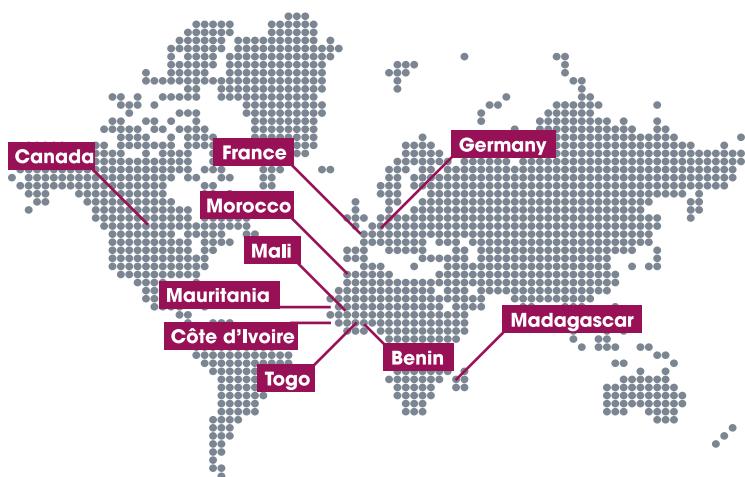 Germany
Canada
France
Morocco
Mali
Mauritania
Madagascar
Côte d'Ivoire
Benin
Togo